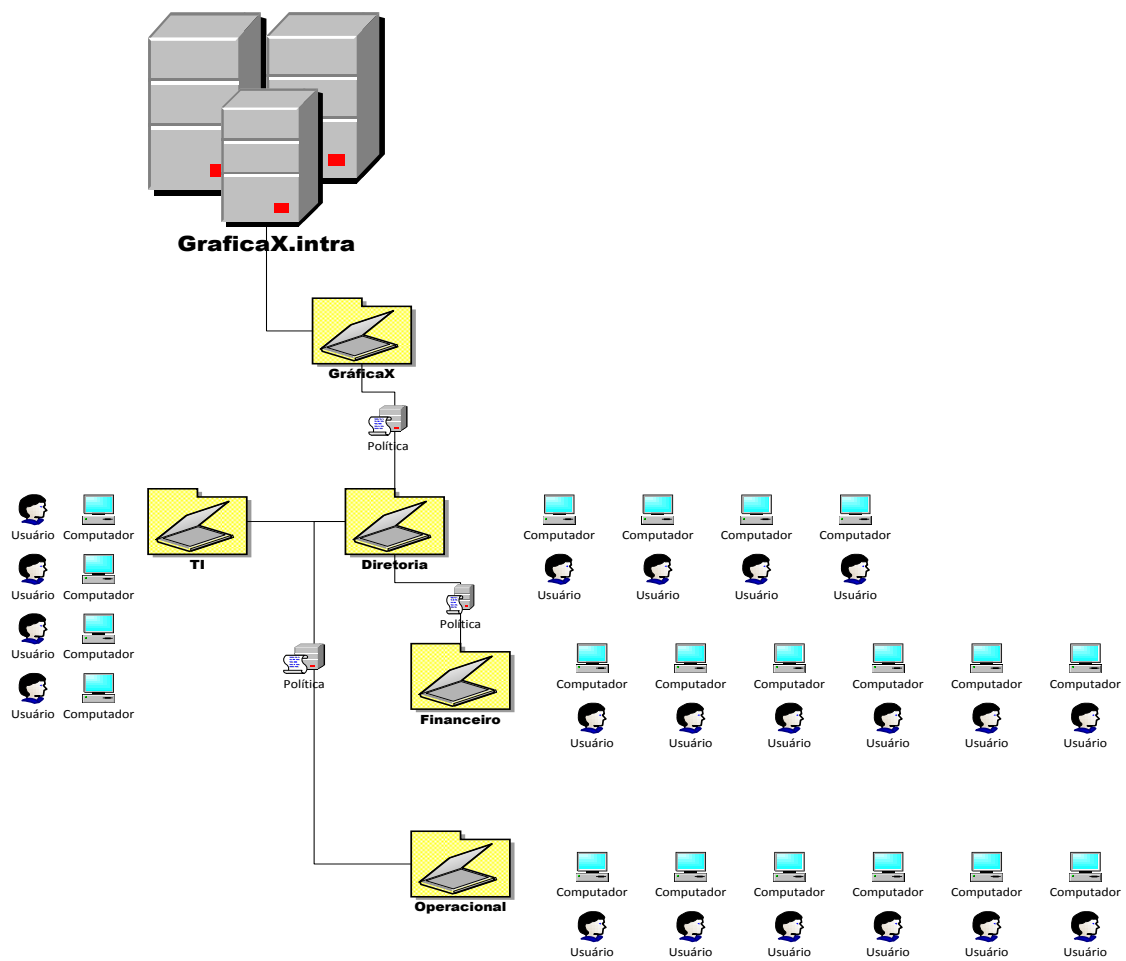 GraficaX.intra
GráficaX
Política
Usuário Computador
TI
Diretoria
Computador Computador Computador Computador
Usuário Usuário Usuário Usuário
Usuário Computador
Política
Usuário Computador
Política
Computador Computador Computador Computador Computador Computador
Usuário Computador
Financeiro
Usuário Usuário Usuário Usuário Usuário Usuário
Computador Computador Computador Computador Computador Computador
Operacional
Usuário Usuário Usuário Usuário Usuário Usuário